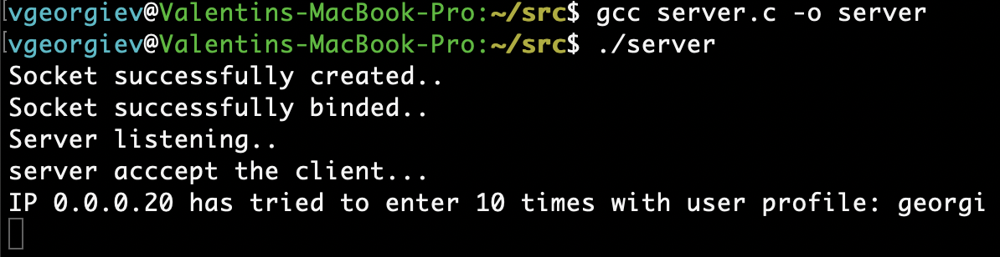 vgeorgiev@Valentins-MacBook-Pro:~/src$ gcc server.c -o server
vgeorgiev@Valentins-MacBook-Pro:~/src$ ./server
Socket successfully created..
Socket successfully binded..
Server listening..
server acccept the client...
IP 0.0.0.20 has tried to enter 10 times with user profile: georgi